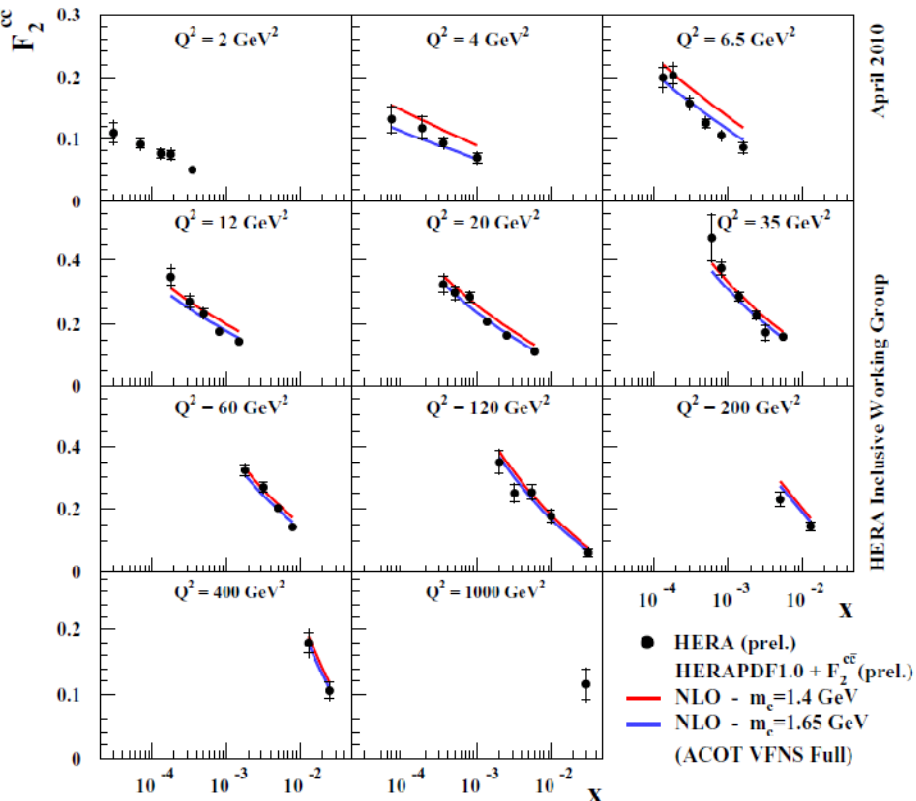 F₂ᶜᶜ
Q² = 2 GeV²
Q² = 4 GeV²
Q² = 6.5 GeV²
April 2010
0.3
0.2
0.1
0
Q² = 12 GeV²
Q² = 20 GeV²
Q² = 35 GeV²
0.4
0.2
0
Q² – 60 GeV²
Q² – 120 GeV²
Q² – 200 GeV²
HERA Inclusive Working Group
0.4
0.2
0
Q² = 400 GeV²
Q² = 1000 GeV²
10⁻⁴ 10⁻³ 10⁻² X
0.2
0.1
0
HERA (prel.)
HERAPDF1.0 + F₂ᶜᶜ̄ (prel.)
NLO - m_c=1.4 GeV
NLO - m_c=1.65 GeV
(ACOT VFNS Full)
10⁻⁴ 10⁻³ 10⁻² 10⁻⁴ 10⁻³ 10⁻² X